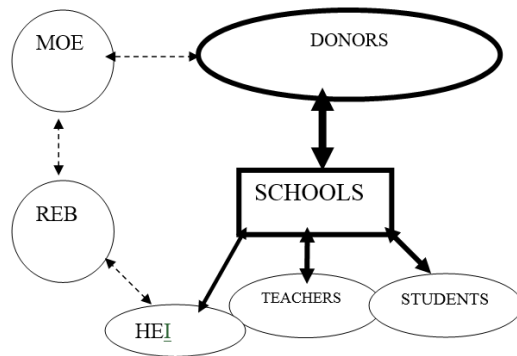 MOE
DONORS
SCHOOLS
REB
TEACHERS
STUDENTS
HEI